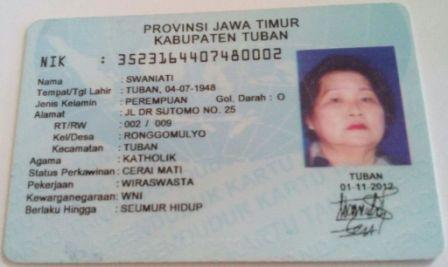 PROVINSI JAWA TIMUR
KABUPATEN TUBAN
NIK : 3523164407480002
Nama : SWANIATI
Tempat/Tgl Lahir : TUBAN, 04-07-1948
Jenis Kelamin : PEREMPUAN Gol. Darah : O
Alamat : JL DR SUTOMO NO. 25
RT/RW : 002 / 009
Kel/Desa : RONGGOMULYO
Kecamatan : TUBAN
Agama : KATHOLIK
Status Perkawinan : CERAI MATI
Pekerjaan : WIRASWASTA
Kewarganegaraan : WNI
Berlaku Hingga : SEUMUR HIDUP
TUBAN
01-11-2012